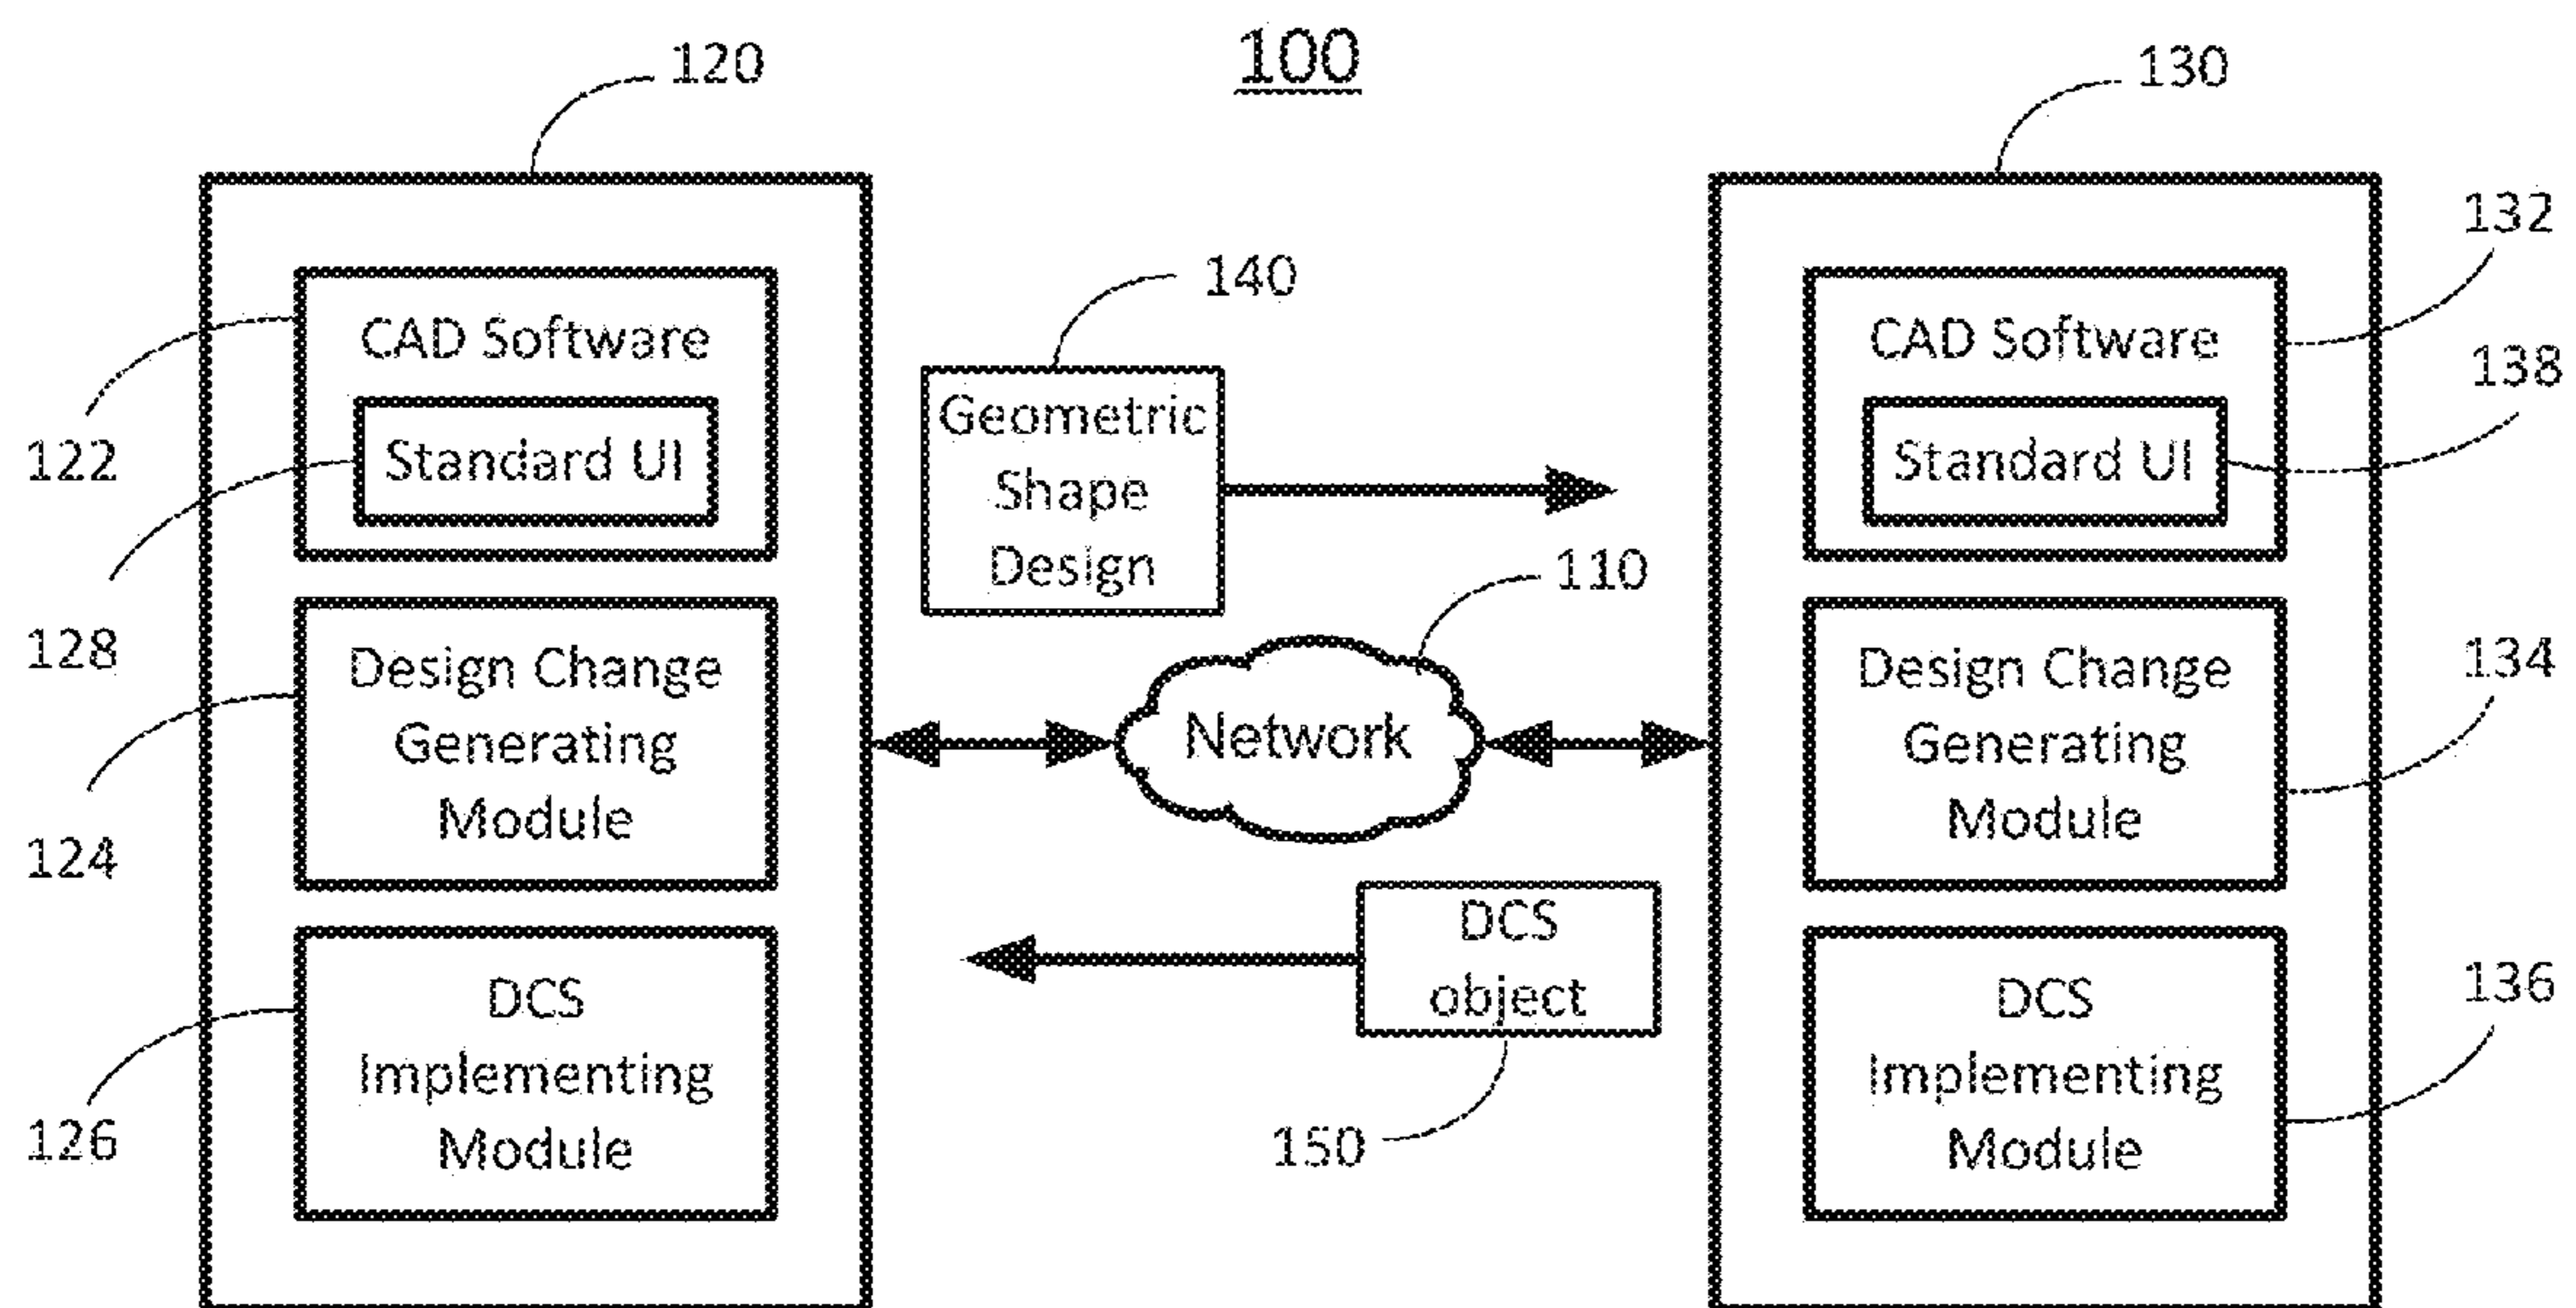 100
120
130
CAD Software
Standard UI
122
128
Design Change
Generating
Module
124
DCS
Implementing
Module
126
140
Geometric
Shape
Design
110
Network
DCS
object
150
CAD Software
Standard UI
132
138
Design Change
Generating
Module
134
DCS
Implementing
Module
136